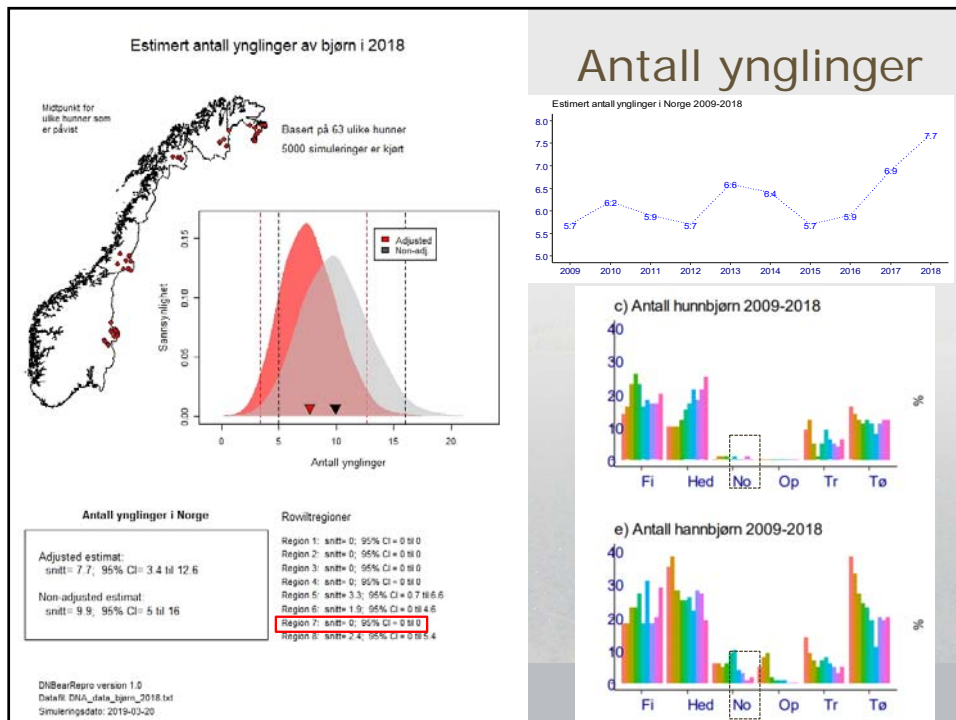 Estimert antall ynglinger av bjørn i 2018
Midtpunkt for
ulike hunner som
er påvist
Basert på 63 ulike hunner
5000 simuleringer er kjørt
Adjusted
Non-adj.
Sannsynlighet
0.00
0.05
0.10
0.15
0
5
10
15
20
Antall ynglinger
Antall ynglinger i Norge
Adjusted estimat:
snitt= 7.7; 95% CI= 3.4 til 12.6
Non-adjusted estimat:
snitt= 9.9; 95% CI= 5 til 16
Rowiltregioner
Region 1: snitt= 0; 95% CI = 0 til 0
Region 2: snitt= 0; 95% CI = 0 til 0
Region 3: snitt= 0; 95% CI = 0 til 0
Region 4: snitt= 0; 95% CI = 0 til 0
Region 5: snitt= 3.3; 95% CI = 0.7 til 6.6
Region 6: snitt= 1.9; 95% CI = 0 til 4.6
Region 7: snitt= 0; 95% CI = 0 til 0
Region 8: snitt= 2.4; 95% CI = 0 til 5.4
DNBearRepro version 1.0
Datafil: DNA_data_bjørn_2018.txt
Simuleringsdato: 2019-03-20
Antall ynglinger
Estimert antall ynglinger i Norge 2009-2018
8.0
7.5
7.0
6.5
6.0
5.5
5.0
5.7
6.2
5.9
5.7
6.6
6.4
5.7
5.9
6.9
7.7
2009 2010 2011 2012 2013 2014 2015 2016 2017 2018
c) Antall hunnbjørn 2009-2018
40
30
20
10
0
%
Fi Hed No Op Tr Tø
e) Antall hannbjørn 2009-2018
40
30
20
10
0
%
Fi Hed No Op Tr Tø